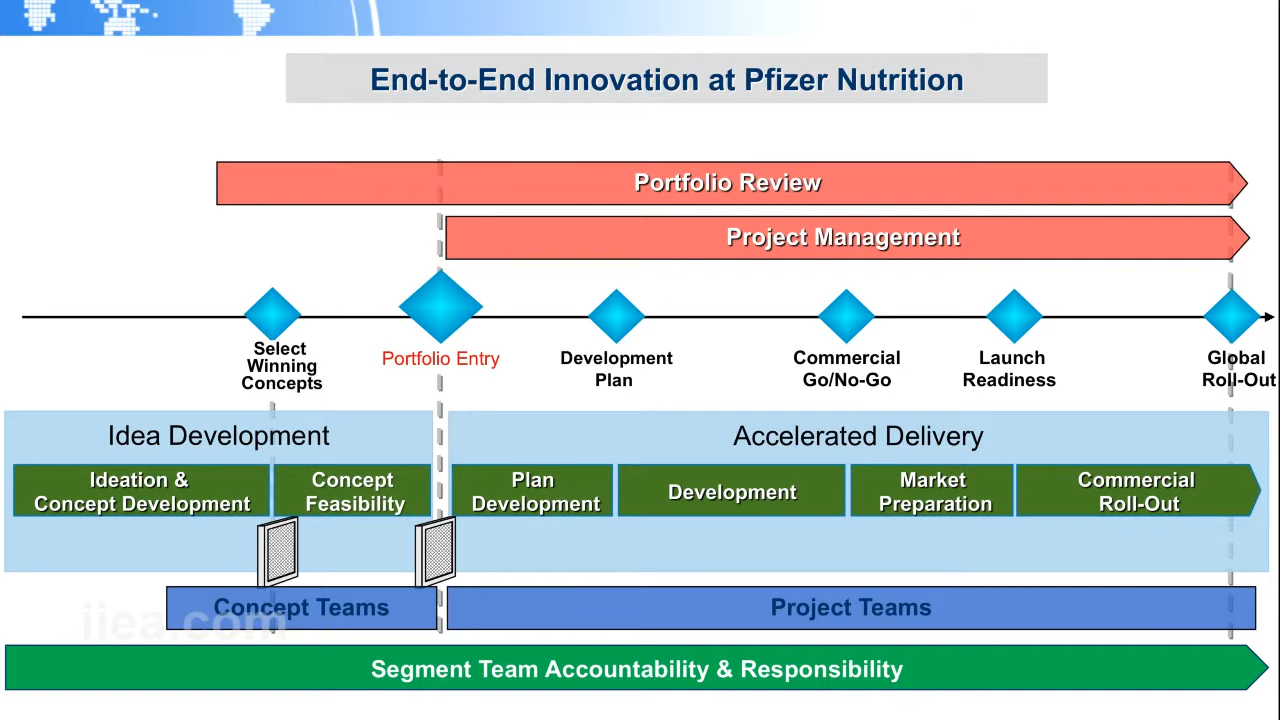 End-to-End Innovation at Pfizer Nutrition
Portfolio Review
Project Management
Select
Winning
Concepts
Portfolio Entry
Development
Plan
Commercial
Go/No-Go
Launch
Readiness
Global
Roll-Out
Idea Development
Accelerated Delivery
Ideation &
Concept Development
Concept
Feasibility
Plan
Development
Development
Market
Preparation
Commercial
Roll-Out
Concept Teams
Project Teams
iiea.com
Segment Team Accountability & Responsibility